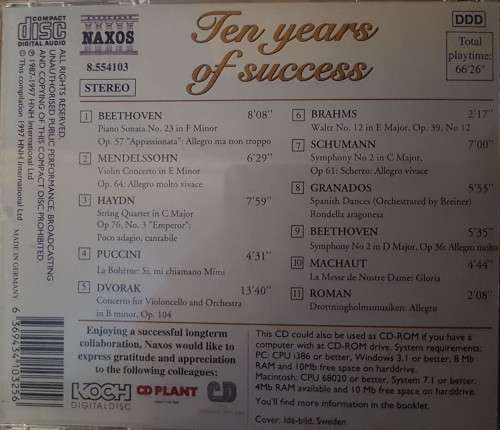 COMPACT
disc
DIGITAL AUDIO
NAXOS
8.554103
STEREO
Ten years
of success
DDD
Total
playtime:
66'26"
ALL RIGHTS RESERVED.
UNAUTHORISED PUBLIC PERFORMANCE, BROADCASTING
AND COPYING OF THIS COMPACT DISC PROHIBITED.
℗ 1987-1997 HNH International Ltd
© This compilation 1997 HNH International Ltd
MADE IN GERMANY
1 BEETHOVEN 8'08"
Piano Sonata No. 23 in F Minor
Op. 57 "Appassionata": Allegro ma non troppo
2 MENDELSSOHN 6'29"
Violin Concerto in E Minor
Op. 64: Allegro molto vivace
3 HAYDN 7'59"
String Quartet in C Major
Op 76, No. 3 "Emperor":
Poco adagio, cantabile
4 PUCCINI 4'31"
La Bohème: Si, mi chiamano Mimi
5 DVORAK 13'40"
Concerto for Violoncello and Orchestra
in B minor, Op. 104
6 BRAHMS 2'17"
Waltz No. 12 in E Major, Op. 39, No 12
7 SCHUMANN 7'00"
Symphony No 2 in C Major,
Op 61: Scherzo: Allegro vivace
8 GRANADOS 5'55"
Spanish Dances (Orchestrated by Breiner)
Rondella aragonesa
9 BEETHOVEN 5'35"
Symphony No 2 in D Major, Op 36: Allegro molto
10 MACHAUT 4'44"
La Messe de Nostre Dame: Gloria
11 ROMAN 2'08"
Drottningholmsmusiken: Allegro
Enjoying a successful longterm
collaboration, Naxos would like to
express gratitude and appreciation
to the following colleagues:
KOCH
DIGITALDISC
CD PLANT
CD
This CD could also be used as CD-ROM if you have a
computer with at CD-ROM drive. System requirements:
PC: CPU i386 or better, Windows 3.1 or better, 8 Mb
RAM and 10Mb free space on harddrive.
Macintosh: CPU 68020 or better, System 7.1 or better.
4Mb RAM available and 10 Mb free space on harddrive.
You'll find more information in the booklet.
Cover: Idé-bild, Sweden